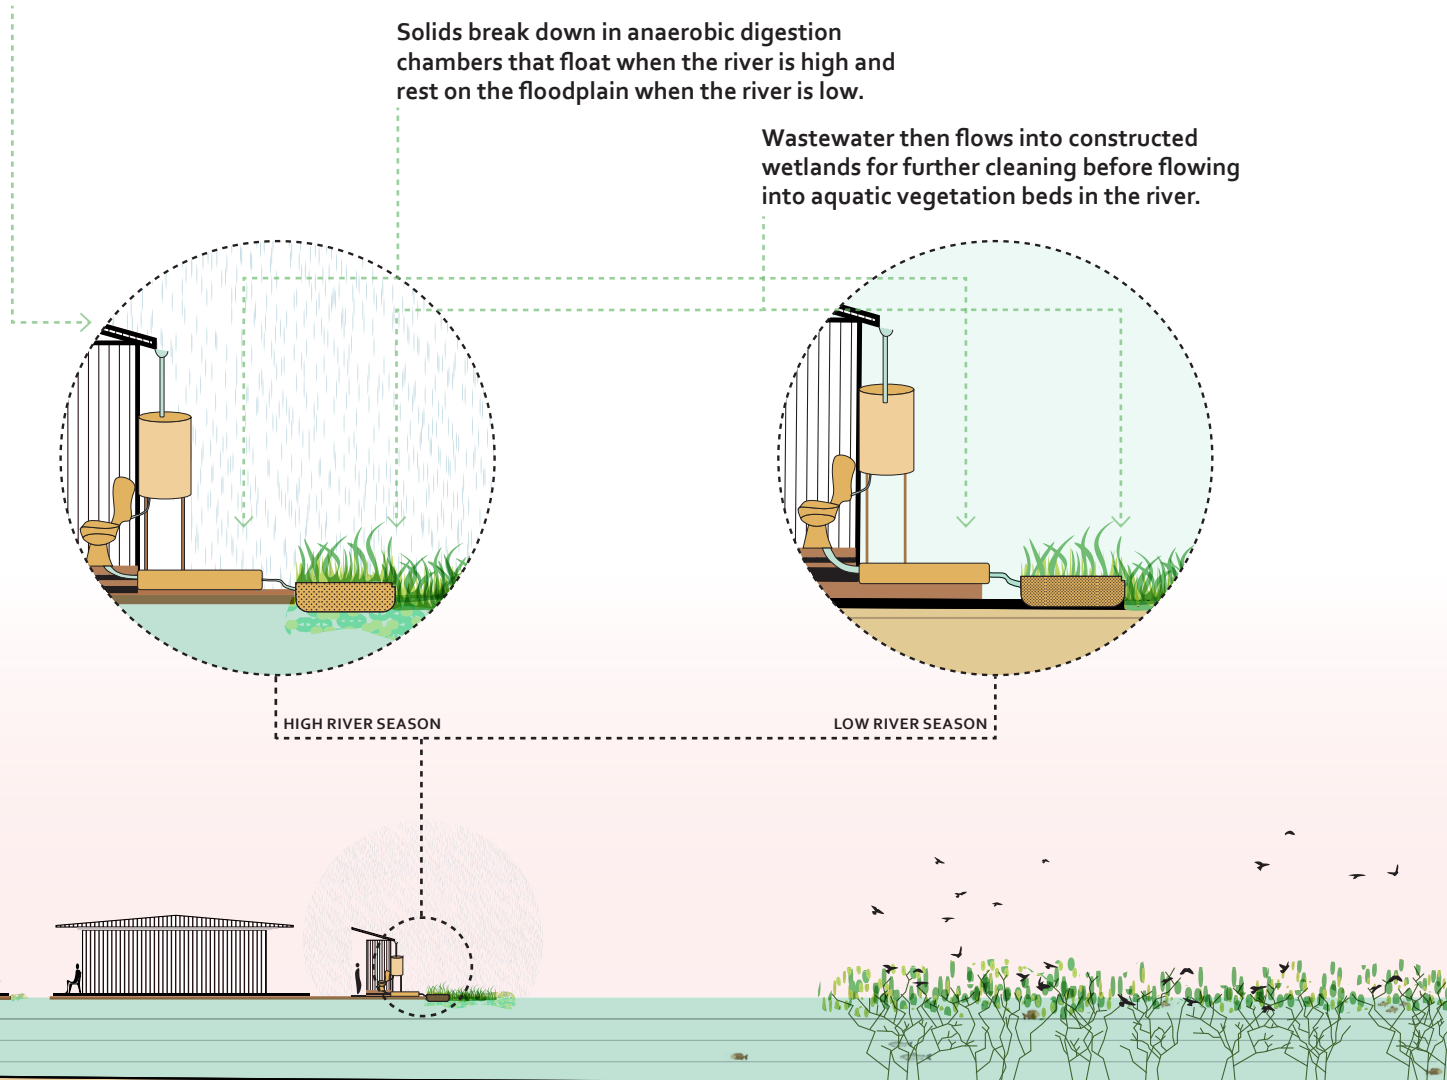 Solids break down in anaerobic digestion
chambers that float when the river is high and
rest on the floodplain when the river is low.
Wastewater then flows into constructed
wetlands for further cleaning before flowing
into aquatic vegetation beds in the river.
HIGH RIVER SEASON
LOW RIVER SEASON